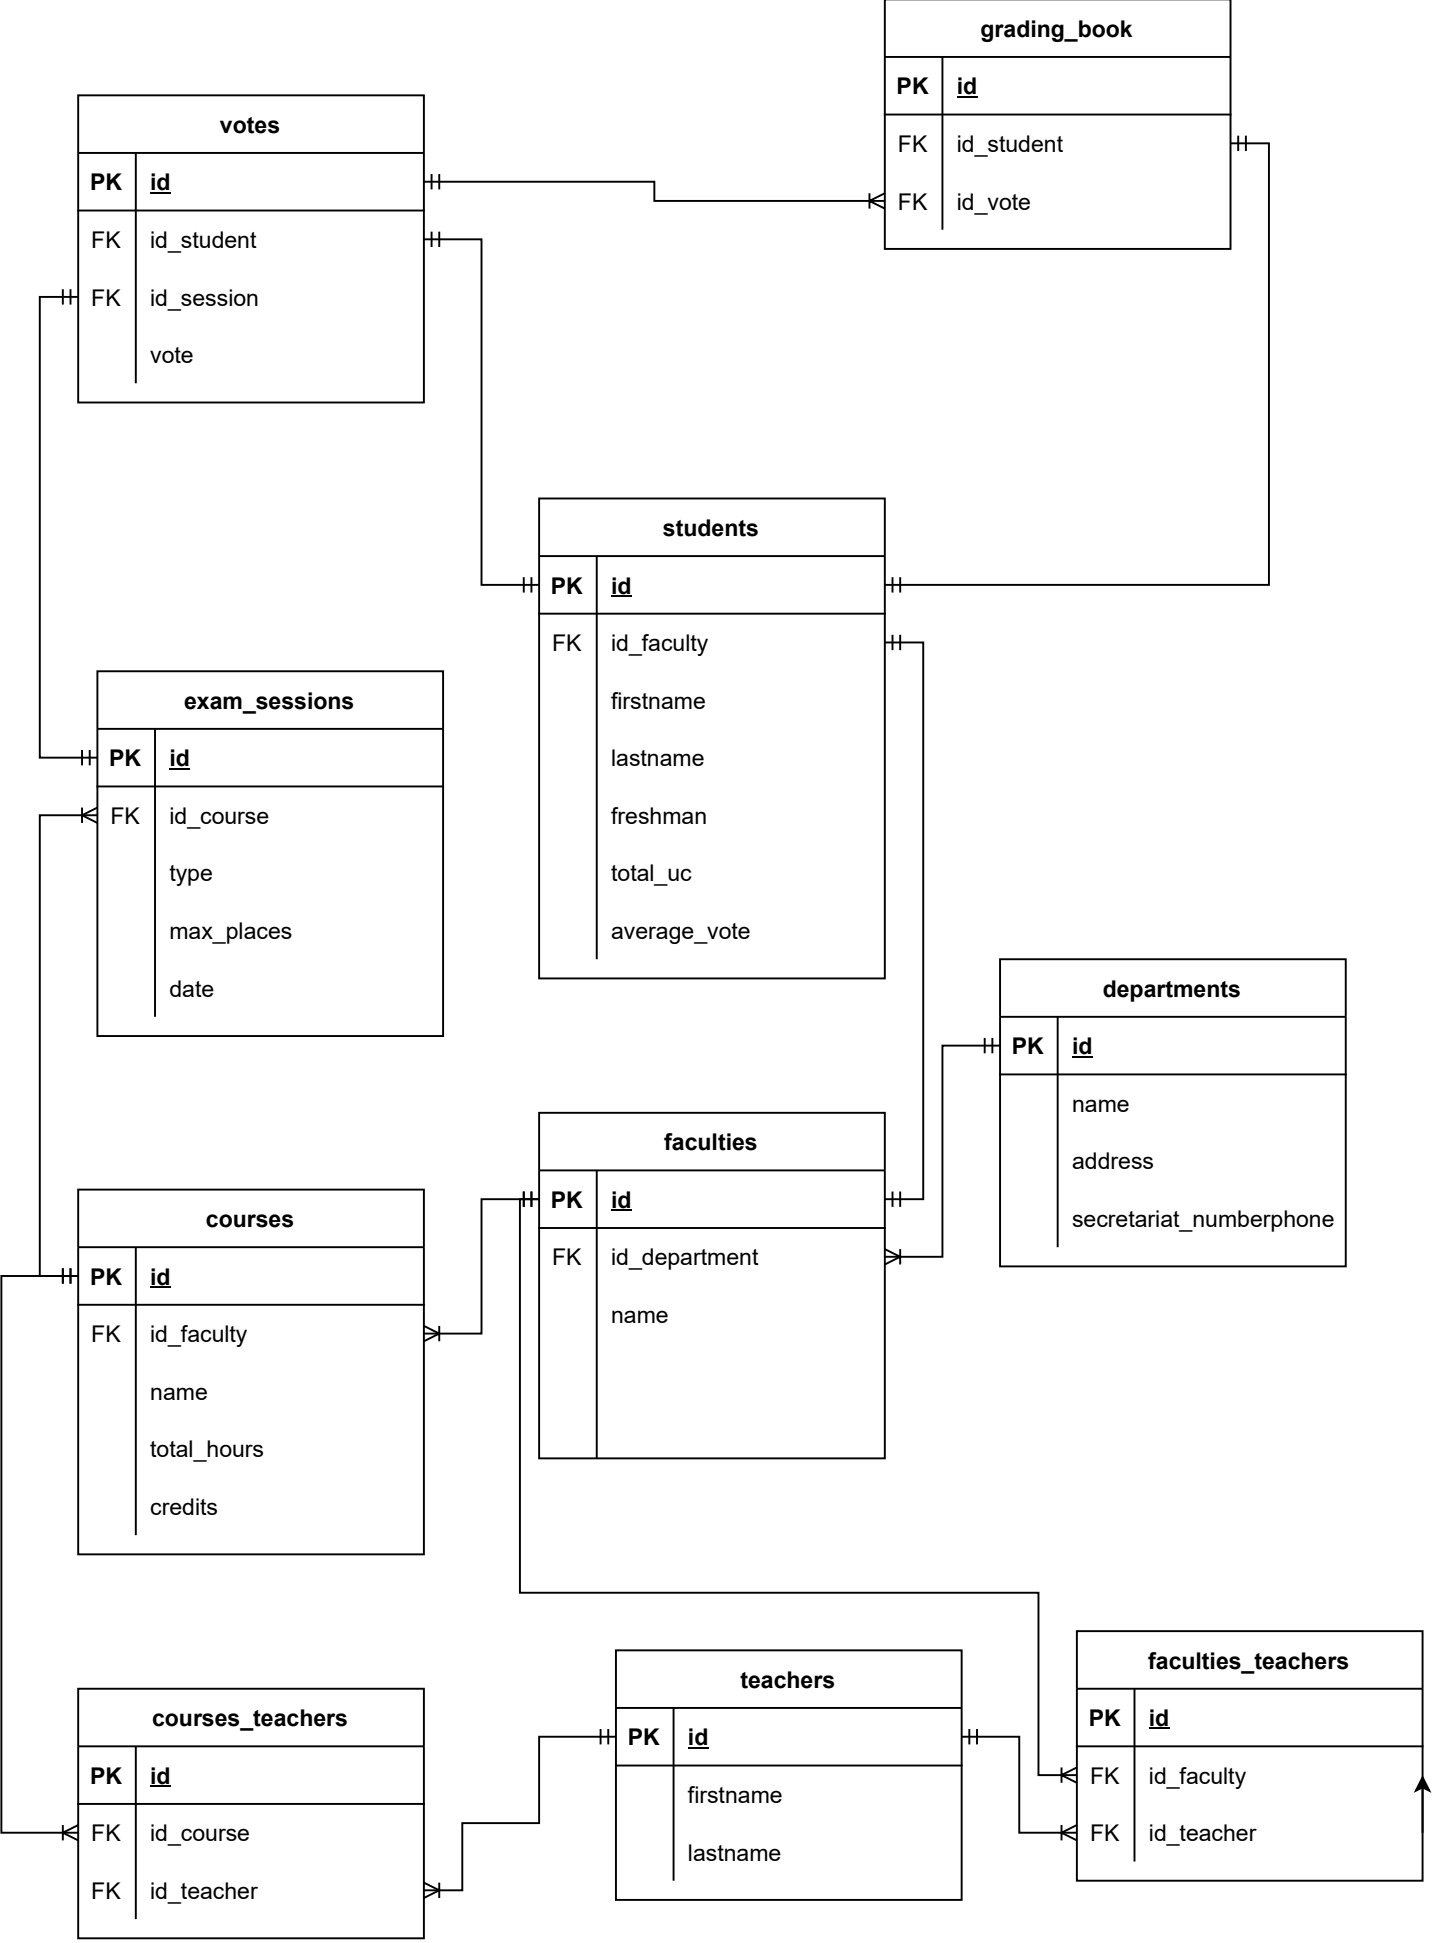 grading_book
PK id
FK id_student
FK id_vote
votes
PK id
FK id_student
FK id_session
vote
students
PK id
FK id_faculty
firstname
lastname
freshman
total_uc
average_vote
exam_sessions
PK id
FK id_course
type
max_places
date
departments
PK id
name
address
secretariat_numberphone
faculties
PK id
FK id_department
name
courses
PK id
FK id_faculty
name
total_hours
credits
faculties_teachers
PK id
FK id_faculty
FK id_teacher
teachers
PK id
firstname
lastname
courses_teachers
PK id
FK id_course
FK id_teacher